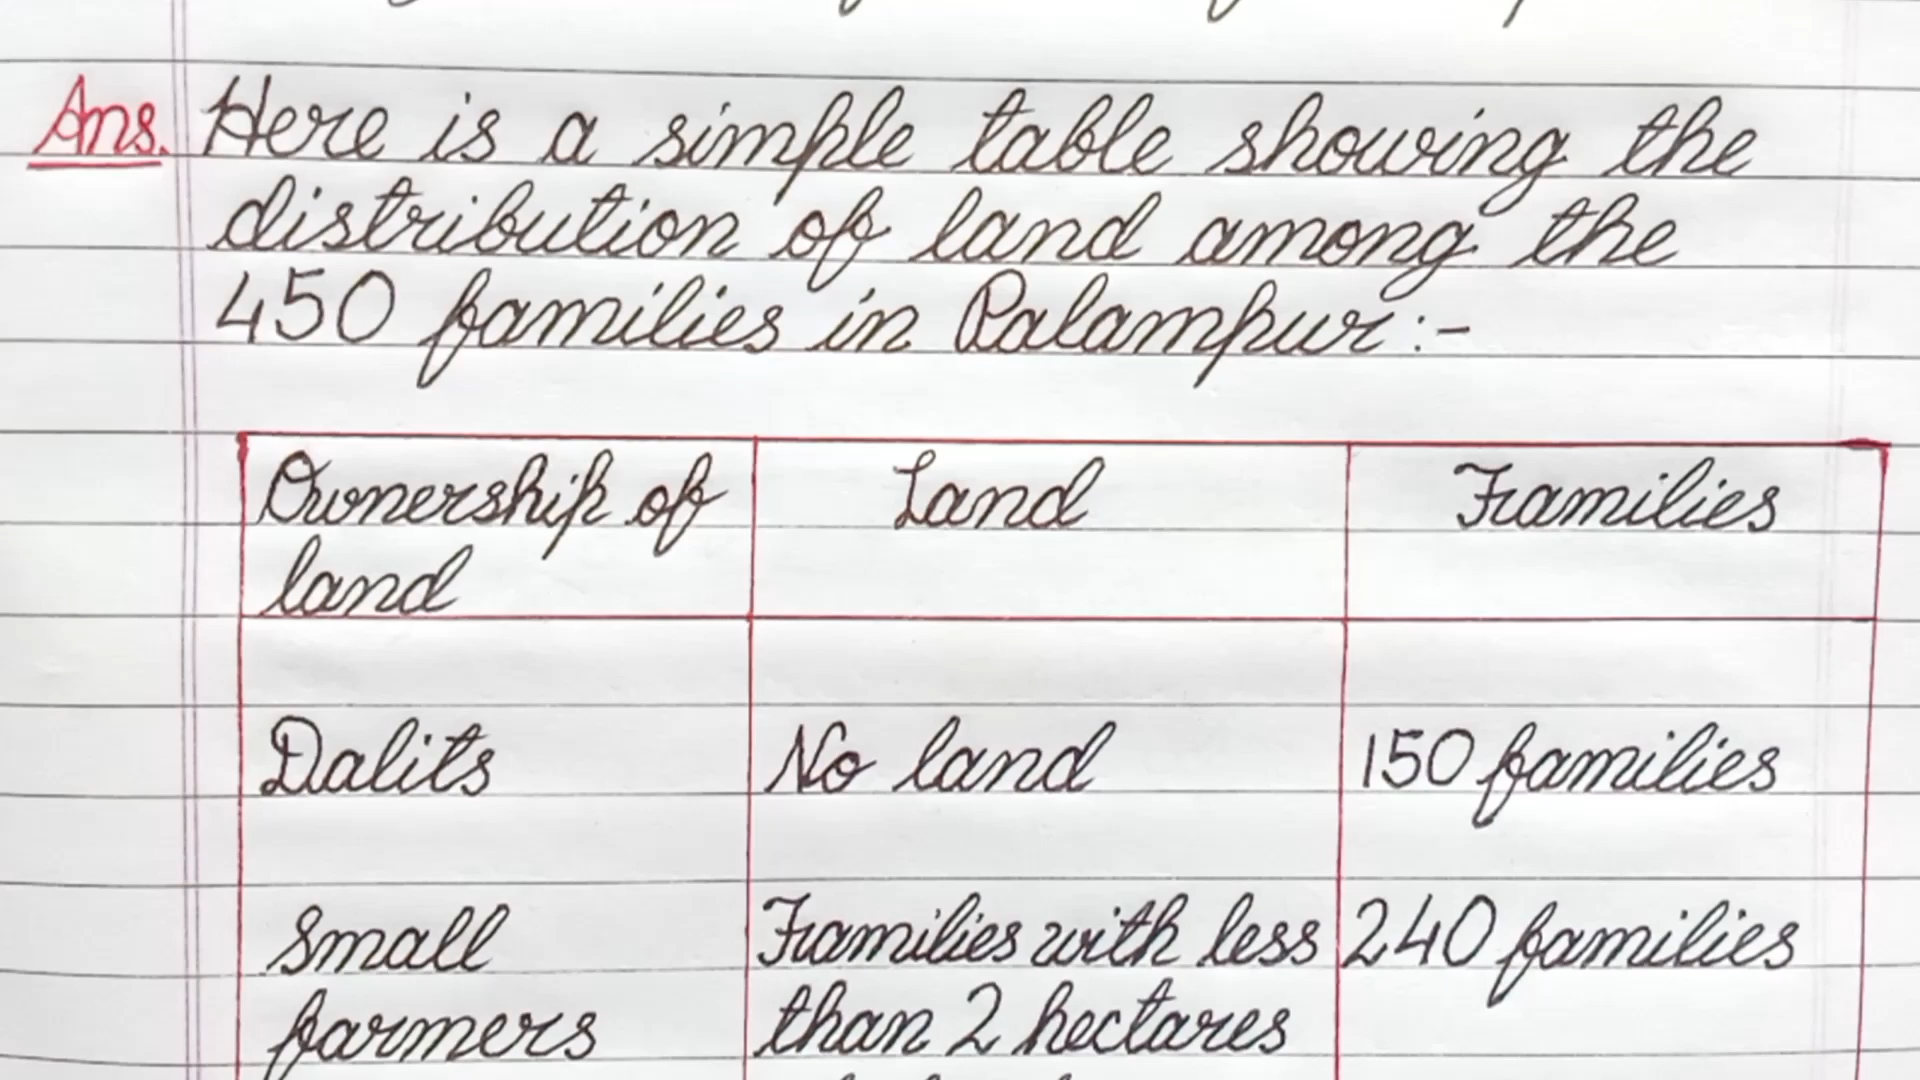 Ans. Here is a simple table showing the
distribution of land among the
450 families in Palampur:-
Ownership of land Land Families
Dalits No land 150 families
Small Families with less 240 families
farmers than 2 hectares